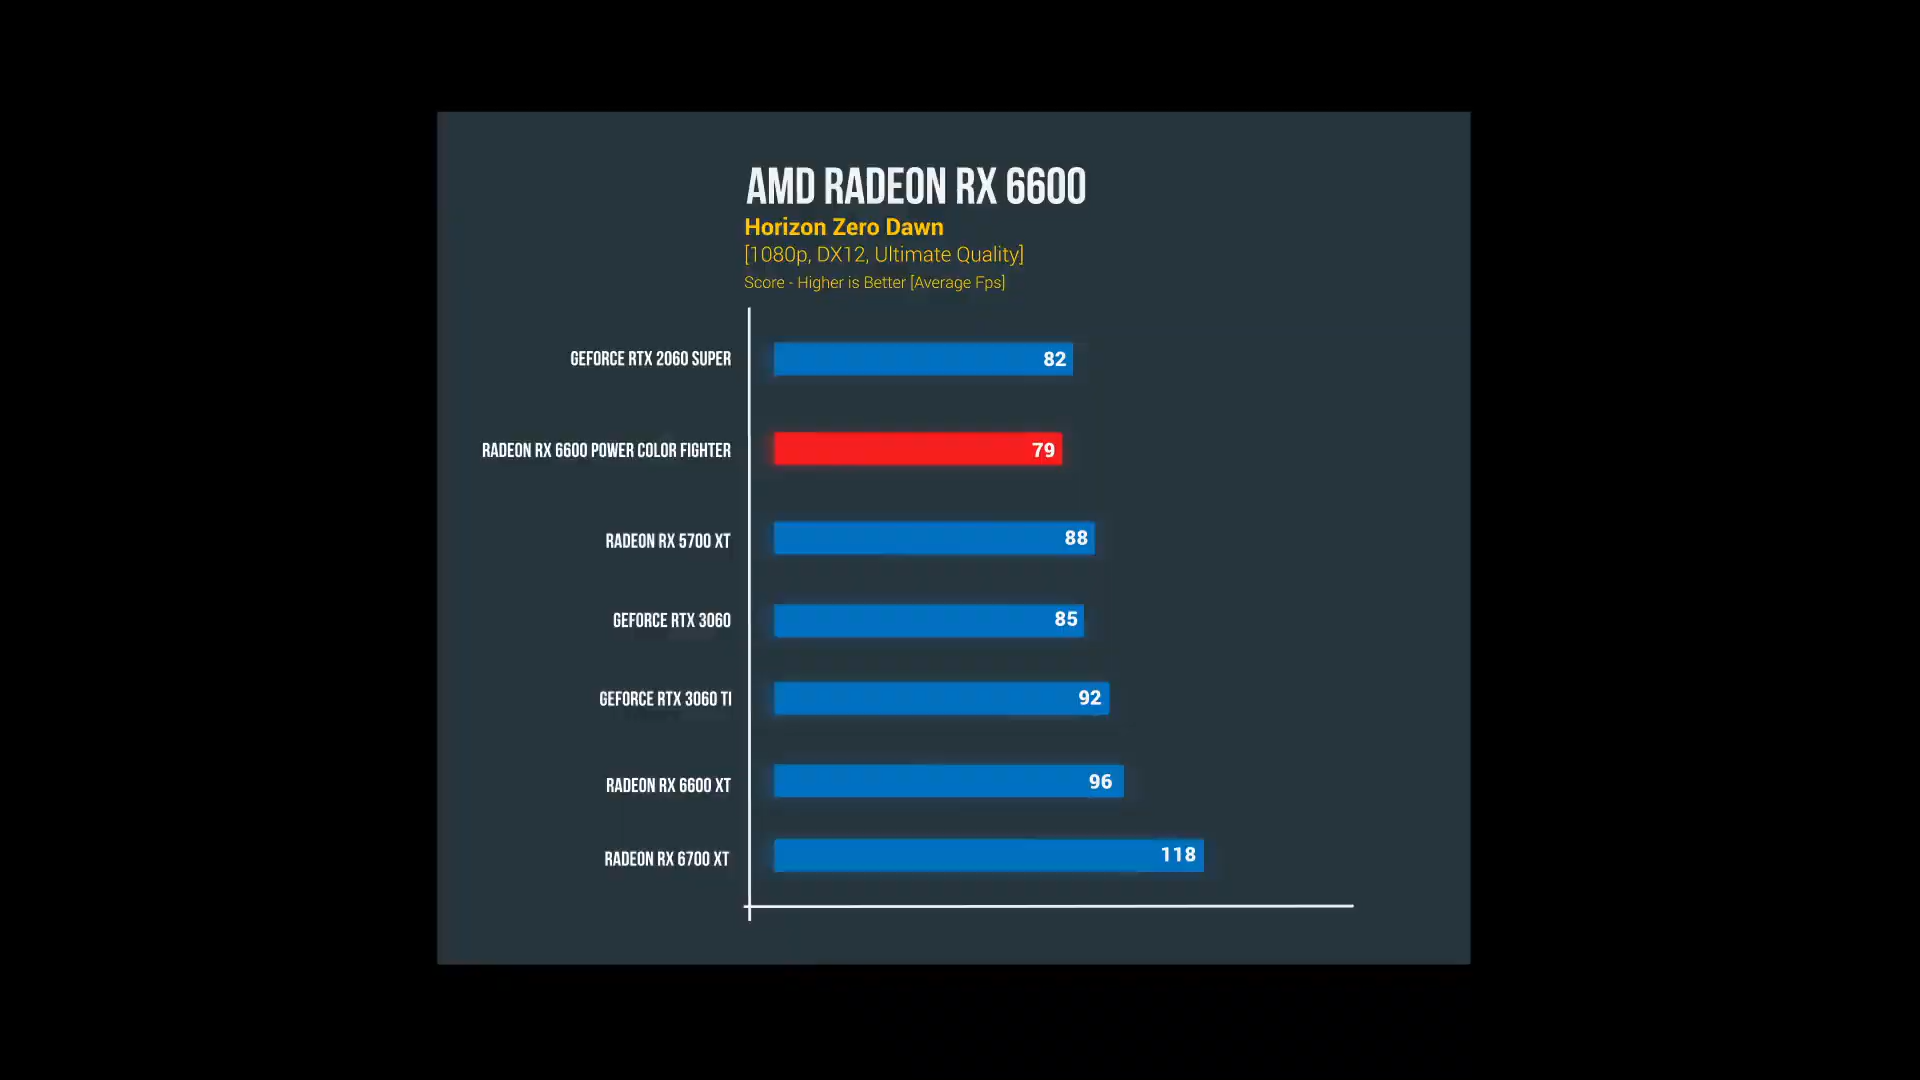 AMD RADEON RX 6600
Horizon Zero Dawn
[1080p, DX12, Ultimate Quality]
Score - Higher is Better [Average Fps]
GEFORCE RTX 2060 SUPER 82
RADEON RX 6600 POWER COLOR FIGHTER 79
RADEON RX 5700 XT 88
GEFORCE RTX 3060 85
GEFORCE RTX 3060 TI 92
RADEON RX 6600 XT 96
RADEON RX 6700 XT 118